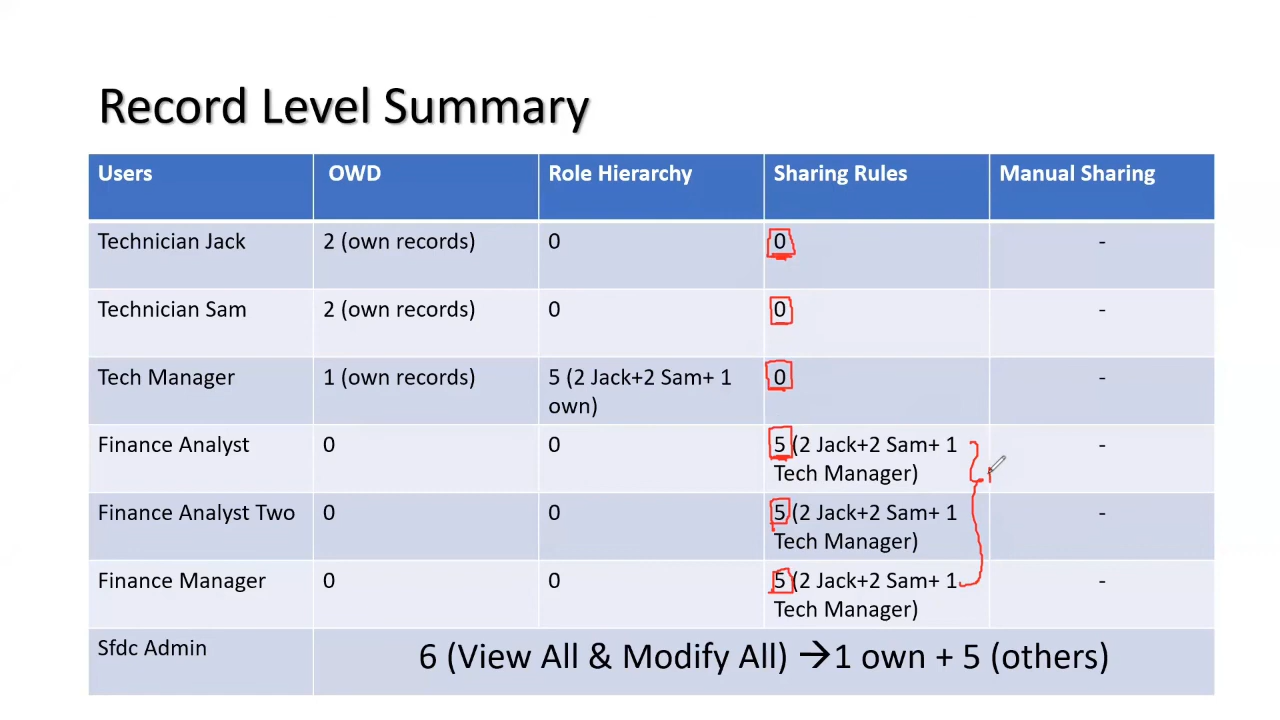 Record Level Summary
Users OWD Role Hierarchy Sharing Rules Manual Sharing
Technician Jack 2 (own records) 0 0 -
Technician Sam 2 (own records) 0 0 -
Tech Manager 1 (own records) 5 (2 Jack+2 Sam+ 1 0 -
own)
Finance Analyst 0 0 5 (2 Jack+2 Sam+ 1 -
Tech Manager)
Finance Analyst Two 0 0 5 (2 Jack+2 Sam+ 1 -
Tech Manager)
Finance Manager 0 0 5 (2 Jack+2 Sam+ 1 -
Tech Manager)
Sfdc Admin 6 (View All & Modify All) →1 own + 5 (others)